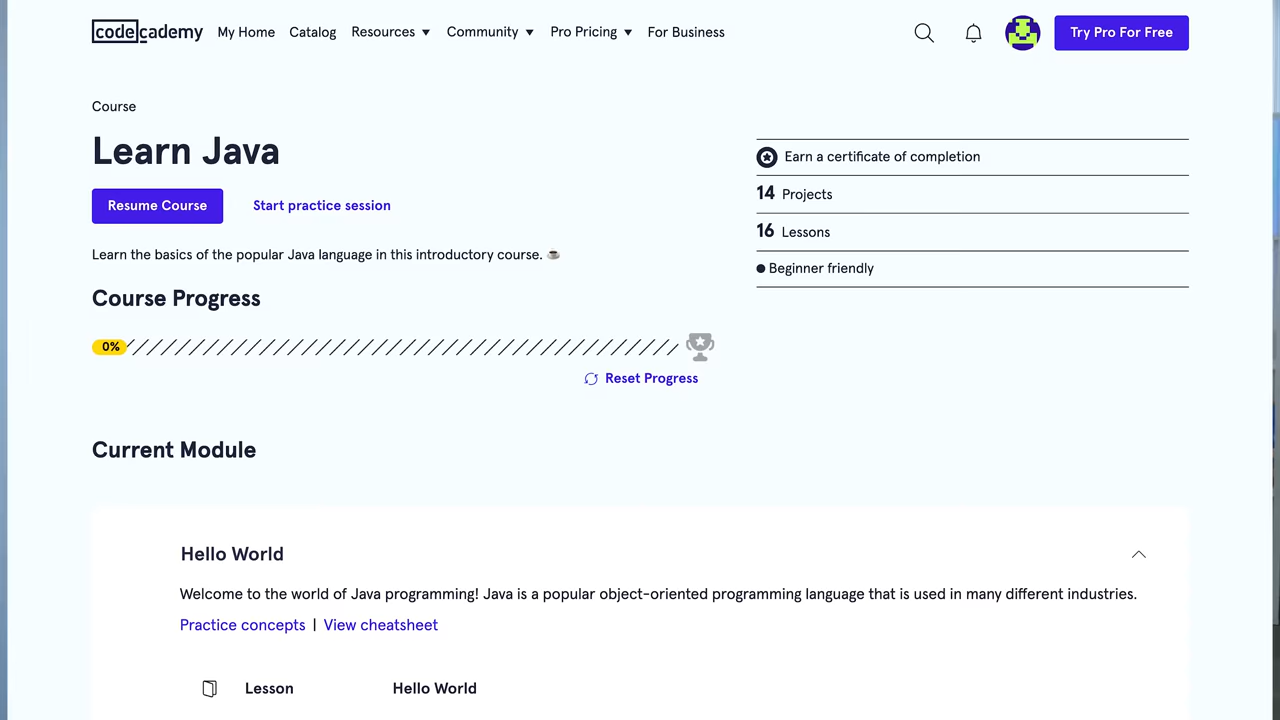 codecademy My Home Catalog Resources Community Pro Pricing For Business Try Pro For Free
Course
Learn Java
Resume Course Start practice session
Learn the basics of the popular Java language in this introductory course. ☕
Course Progress
0%
Reset Progress
Earn a certificate of completion
14 Projects
16 Lessons
Beginner friendly
Current Module
Hello World
Welcome to the world of Java programming! Java is a popular object-oriented programming language that is used in many different industries.
Practice concepts | View cheatsheet
Lesson Hello World